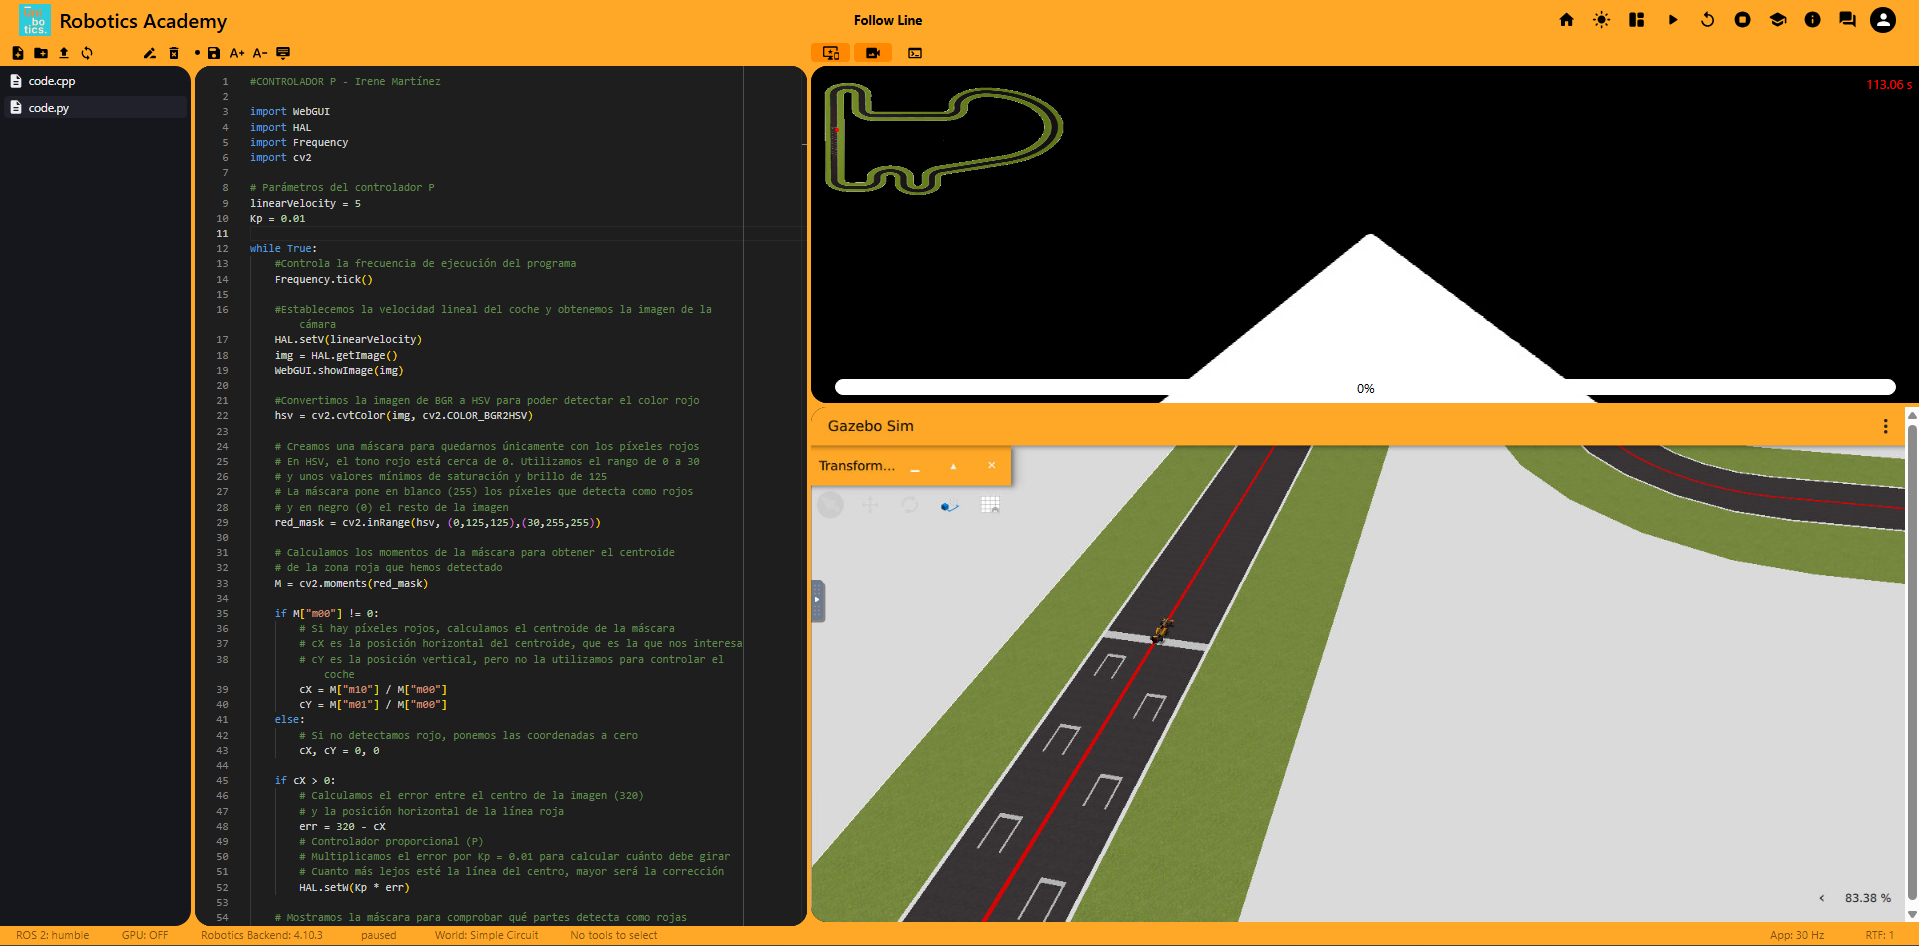 bo
tics.
Robotics Academy
Follow Line
A+ A-
code.cpp
code.py
1 #CONTROLADOR P - Irene Martínez
2
3 import WebGUI
4 import HAL
5 import Frequency
6 import cv2
7
8 # Parámetros del controlador P
9 linearVelocity = 5
10 Kp = 0.01
11
12 while True:
13 #Controla la frecuencia de ejecución del programa
14 Frequency.tick()
15
16 #Establecemos la velocidad lineal del coche y obtenemos la imagen de la
cámara
17 HAL.setV(linearVelocity)
18 img = HAL.getImage()
19 WebGUI.showImage(img)
20
21 #Convertimos la imagen de BGR a HSV para poder detectar el color rojo
22 hsv = cv2.cvtColor(img, cv2.COLOR_BGR2HSV)
23
24 # Creamos una máscara para quedarnos únicamente con los píxeles rojos
25 # En HSV, el tono rojo está cerca de 0. Utilizamos el rango de 0 a 30
26 # y unos valores mínimos de saturación y brillo de 125
27 # La máscara pone en blanco (255) los píxeles que detecta como rojos
28 # y en negro (0) el resto de la imagen
29 red_mask = cv2.inRange(hsv, (0,125,125),(30,255,255))
30
31 # Calculamos los momentos de la máscara para obtener el centroide
32 # de la zona roja que hemos detectado
33 M = cv2.moments(red_mask)
34
35 if M["m00"] != 0:
36 # Si hay píxeles rojos, calculamos el centroide de la máscara
37 # cX es la posición horizontal del centroide, que es la que nos interesa
38 # cY es la posición vertical, pero no la utilizamos para controlar el
coche
39 cX = M["m10"] / M["m00"]
40 cY = M["m01"] / M["m00"]
41 else:
42 # Si no detectamos rojo, ponemos las coordenadas a cero
43 cX, cY = 0, 0
44
45 if cX > 0:
46 # Calculamos el error entre el centro de la imagen (320)
47 # y la posición horizontal de la línea roja
48 err = 320 - cX
49 # Controlador proporcional (P)
50 # Multiplicamos el error por Kp = 0.01 para calcular cuánto debe girar
51 # Cuanto más lejos esté la línea del centro, mayor será la corrección
52 HAL.setW(Kp * err)
53
54 # Mostramos la máscara para comprobar qué partes detecta como rojas
113.06 s
0%
Gazebo Sim
Transform...
83.38 %
ROS 2: humble GPU: OFF Robotics Backend: 4.10.3 paused World: Simple Circuit No tools to select App: 30 Hz RTF: 1